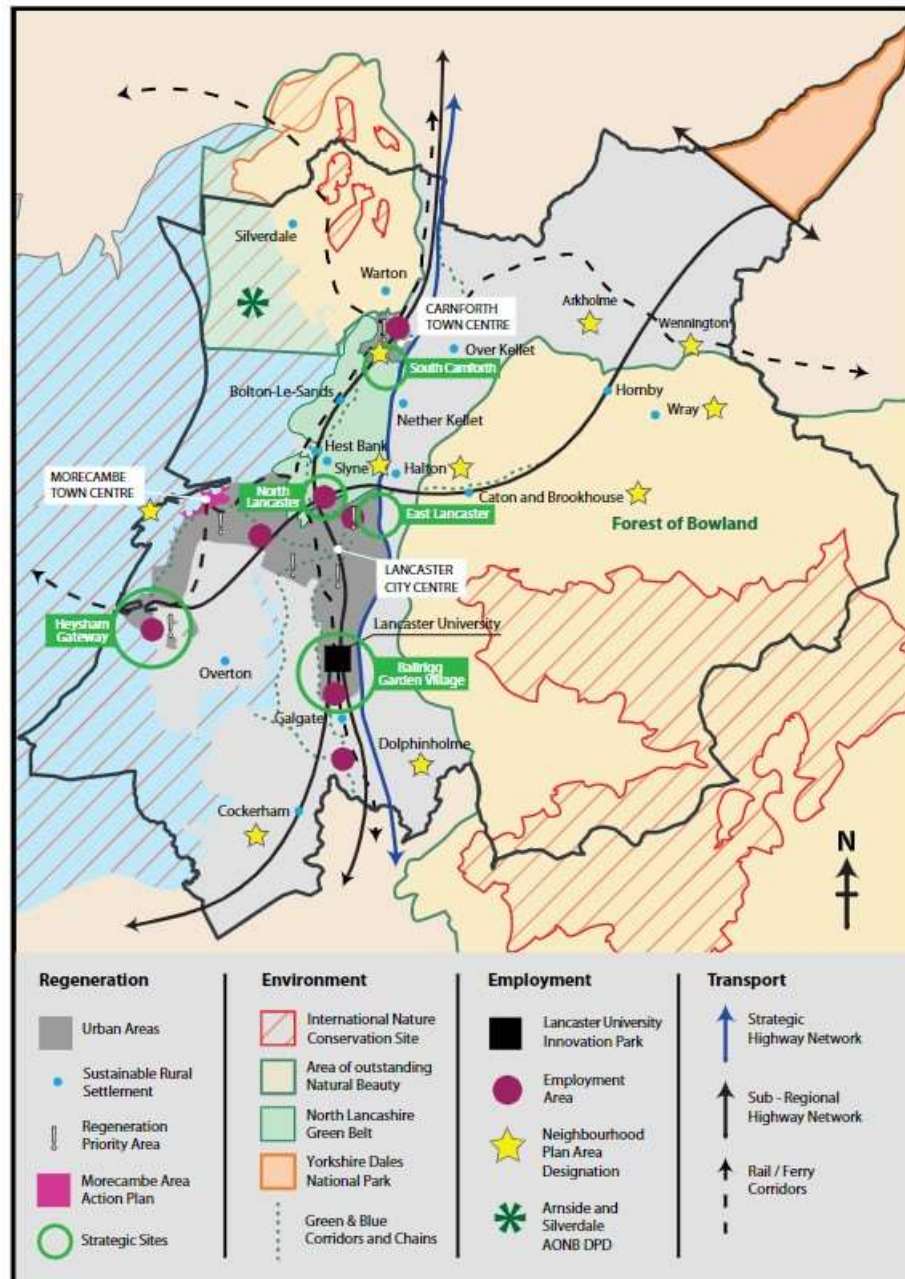 Silverdale
Warton
CARNFORTH
TOWN CENTRE
Arkholme
Wennington
Over Kellet
South Carnforth
Bolton-Le-Sands
Nether Kellet
Hornby
Wray
Hest Bank
Slyne
Halton
MORECAMBE
TOWN CENTRE
North
Lancaster
East Lancaster
Caton and Brookhouse
Forest of Bowland
LANCASTER
CITY CENTRE
Heysham
Gateway
Lancaster University
Overton
Bailrigg
Garden Village
Galgate
Dolphinholme
Cockerham
N
Regeneration
Urban Areas
Sustainable Rural
Settlement
Regeneration
Priority Area
Morecambe Area
Action Plan
Strategic Sites
Environment
International Nature
Conservation Site
Area of outstanding
Natural Beauty
North Lancashire
Green Belt
Yorkshire Dales
National Park
Green & Blue
Corridors and Chains
Employment
Lancaster University
Innovation Park
Employment
Area
Neighbourhood
Plan Area
Designation
Arnside and
Silverdale
AONB DPD
Transport
Strategic
Highway Network
Sub - Regional
Highway Network
Rail / Ferry
Corridors